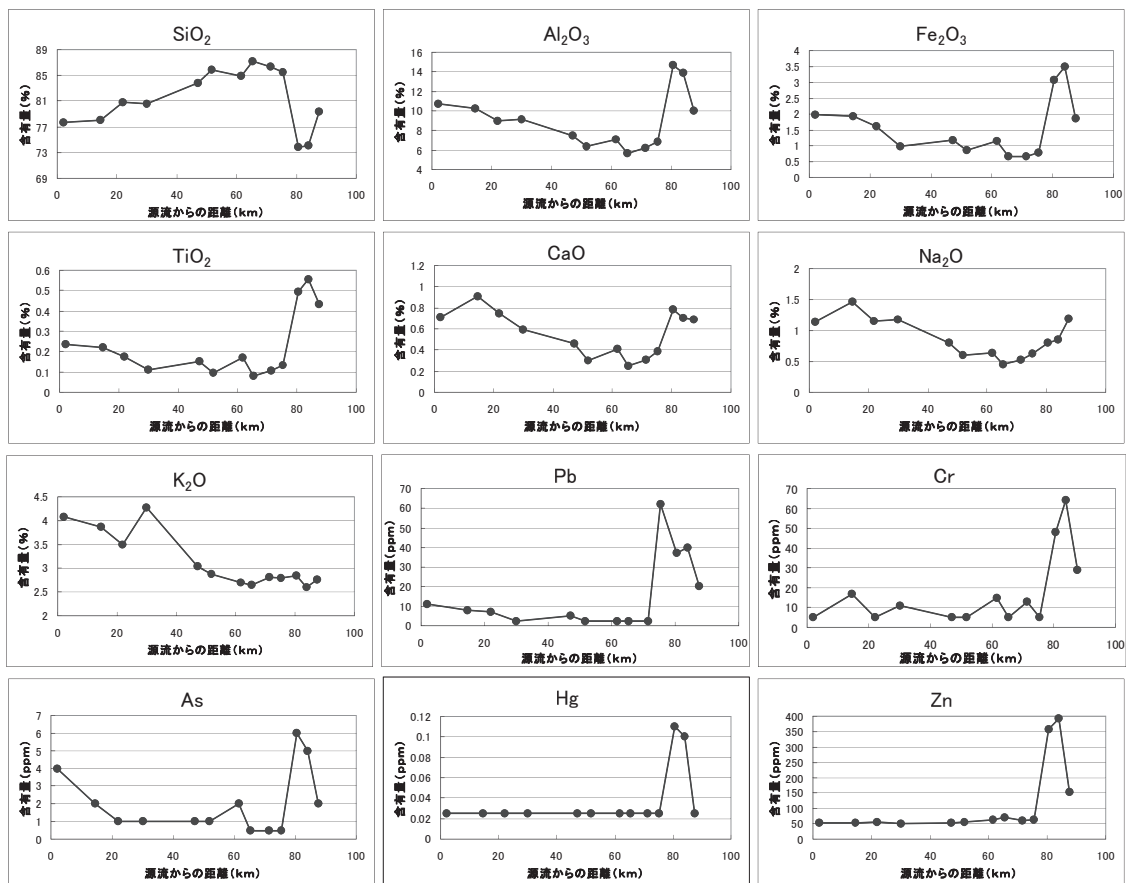 SiO₂
含有量(%)
89
85
81
77
73
69
0 20 40 60 80 100
源流からの距離(km)
Al₂O₃
含有量(%)
16
14
12
10
8
6
4
0 20 40 60 80 100
源流からの距離(km)
Fe₂O₃
含有量(%)
4
3.5
3
2.5
2
1.5
1
0.5
0
0 20 40 60 80 100
源流からの距離(km)
TiO₂
含有量(%)
0.6
0.5
0.4
0.3
0.2
0.1
0
0 20 40 60 80 100
源流からの距離(km)
CaO
含有量(%)
1.2
1
0.8
0.6
0.4
0.2
0
0 20 40 60 80 100
源流からの距離(km)
Na₂O
含有量(%)
2
1.5
1
0.5
0
0 20 40 60 80 100
源流からの距離(km)
K₂O
含有量(%)
4.5
4
3.5
3
2.5
2
0 20 40 60 80 100
源流からの距離(km)
Pb
含有量(ppm)
70
60
50
40
30
20
10
0
0 20 40 60 80 100
源流からの距離(km)
Cr
含有量(ppm)
70
60
50
40
30
20
10
0
0 20 40 60 80 100
源流からの距離(km)
As
含有量(ppm)
7
6
5
4
3
2
1
0
0 20 40 60 80 100
源流からの距離(km)
Hg
含有量(ppm)
0.12
0.1
0.08
0.06
0.04
0.02
0
0 20 40 60 80 100
源流からの距離(km)
Zn
含有量(ppm)
400
350
300
250
200
150
100
50
0
0 20 40 60 80 100
源流からの距離(km)